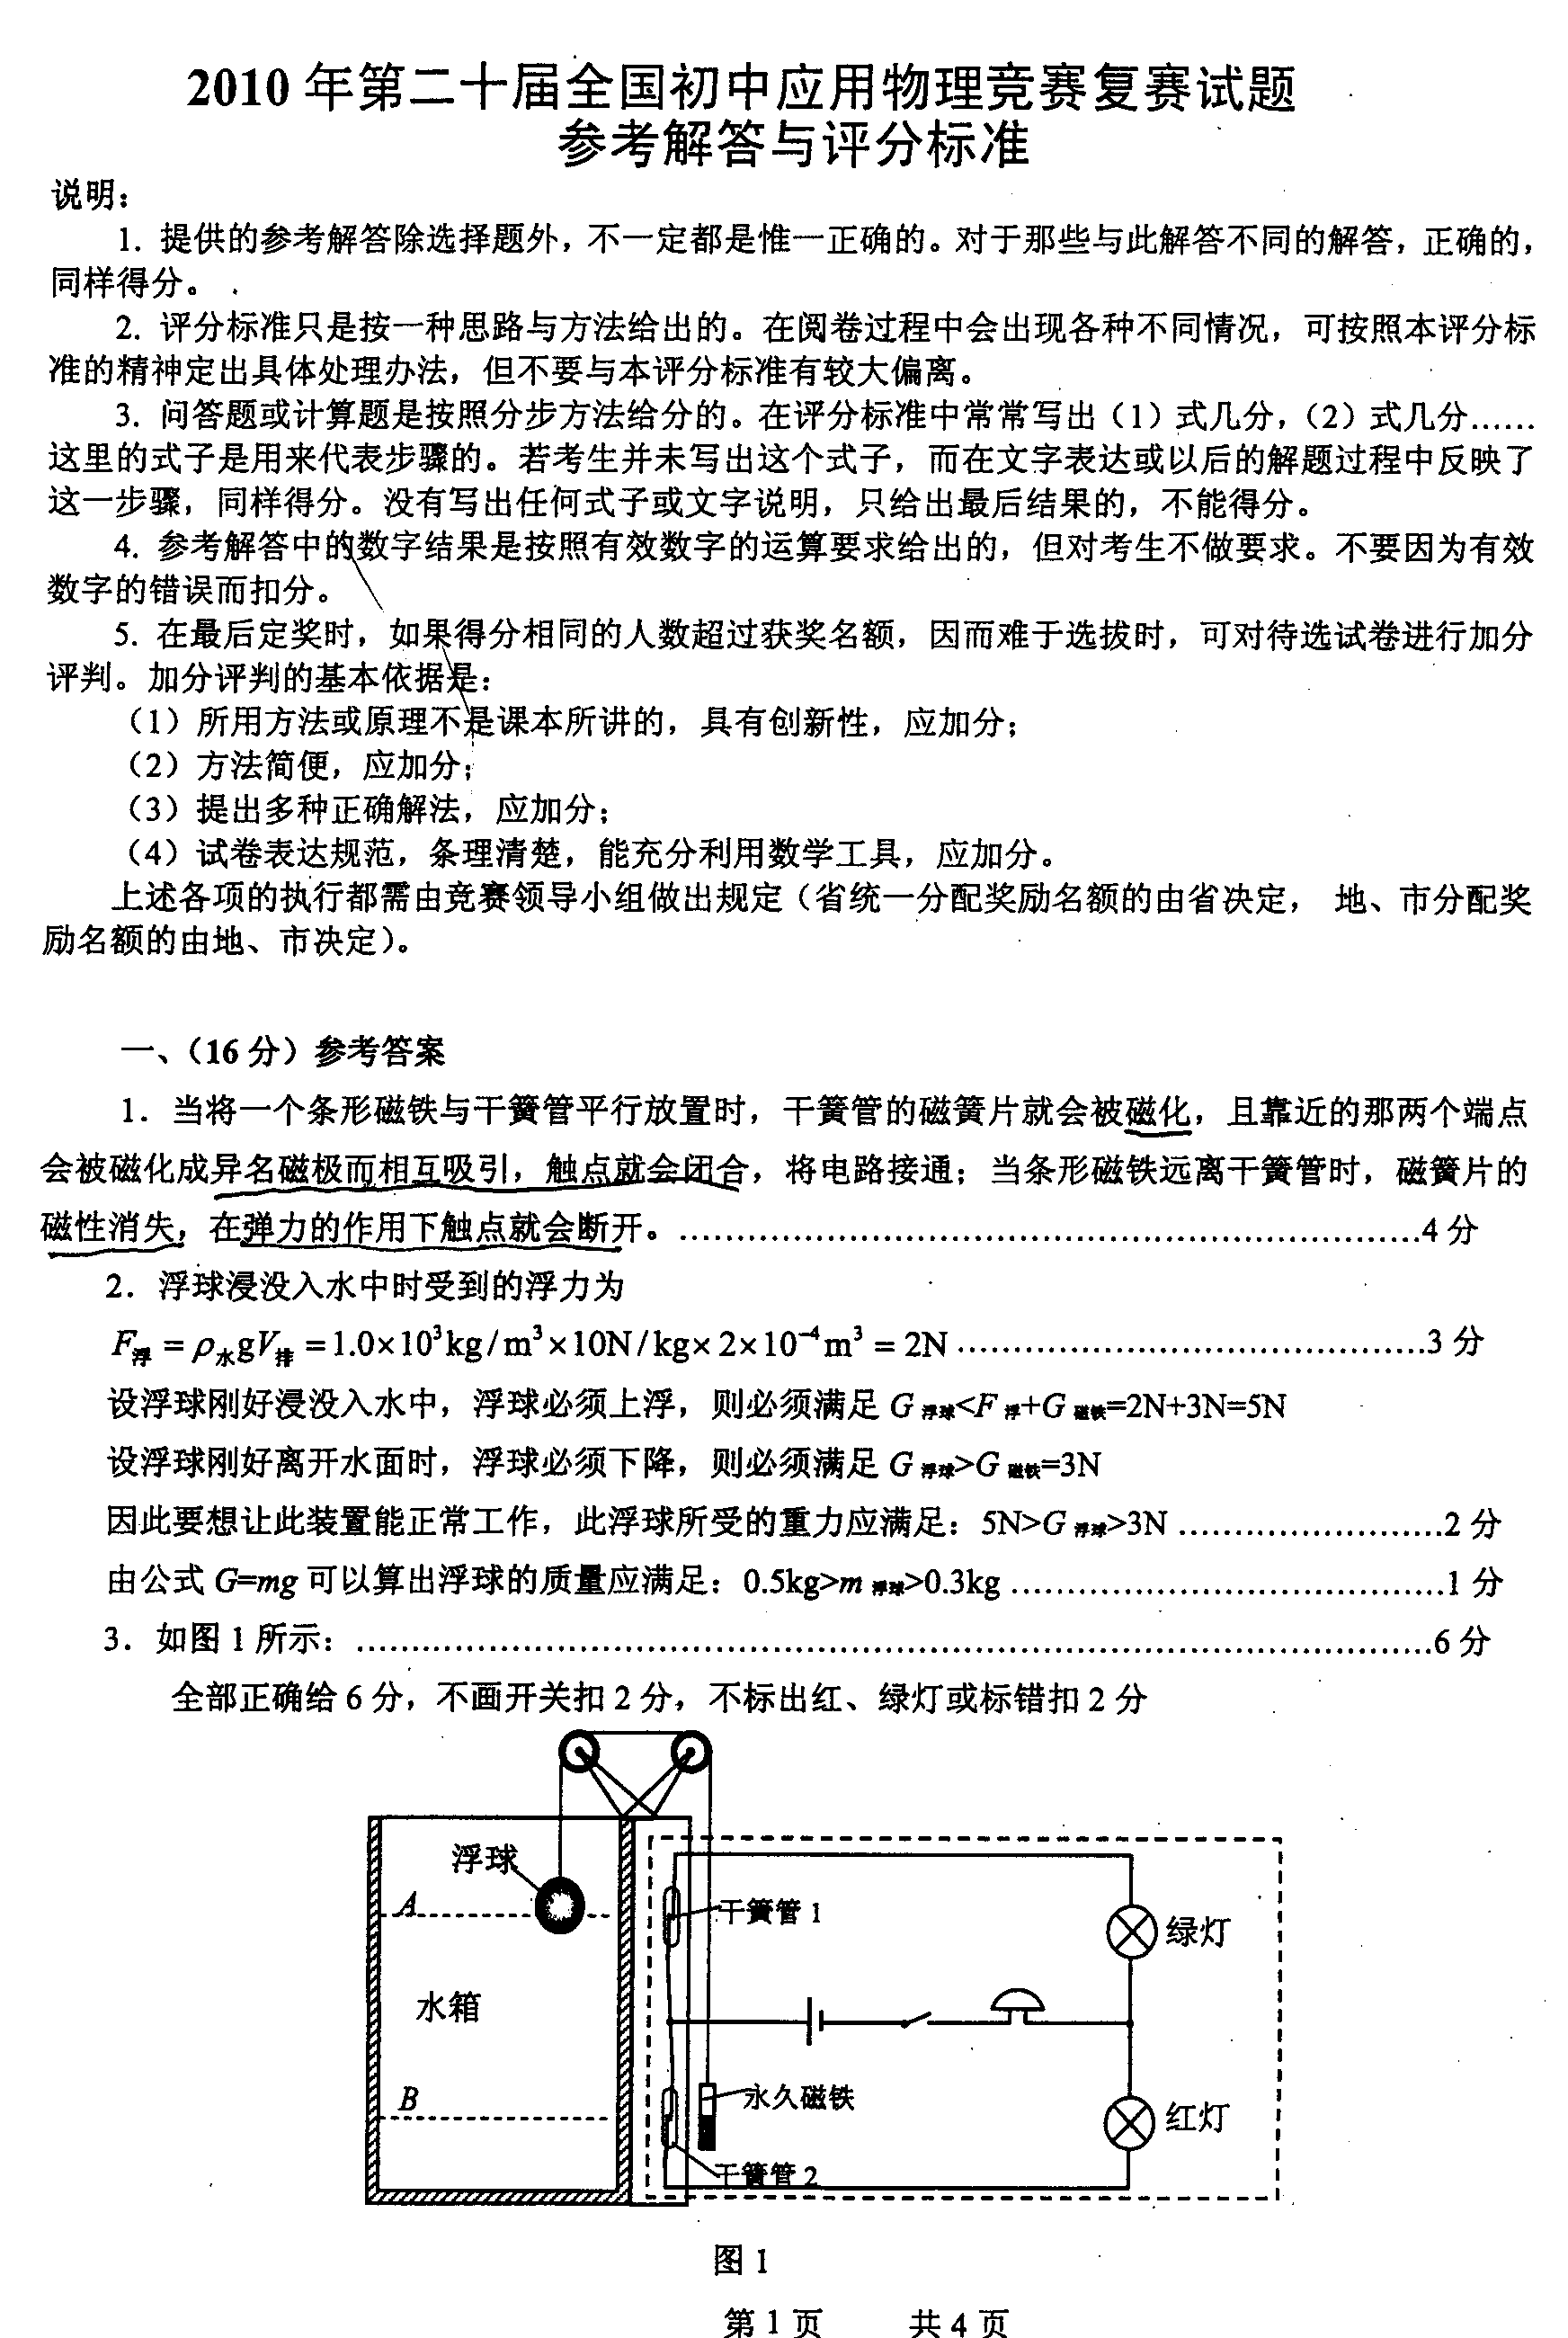 2010 年第二十届全国初中应用物理竞赛复赛试题
参考解答与评分标准
说明:
1. 提供的参考解答除选择题外，不一定都是惟一正确的。对于那些与此解答不同的解答，正确的，
同样得分。
2. 评分标准只是按一种思路与方法给出的。在阅卷过程中会出现各种不同情况，可按照本评分标
准的精神定出具体处理办法，但不要与本评分标准有较大偏离。
3. 问答题或计算题是按照分步方法给分的。在评分标准中常常写出（1）式几分，（2）式几分……
这里的式子是用来代表步骤的。若考生并未写出这个式子，而在文字表达或以后的解题过程中反映了
这一步骤，同样得分。没有写出任何式子或文字说明，只给出最后结果的，不能得分。
4. 参考解答中的数字结果是按照有效数字的运算要求给出的，但对考生不做要求。不要因为有效
数字的错误而扣分。
5. 在最后定奖时，如果得分相同的人数超过获奖名额，因而难于选拔时，可对待选试卷进行加分
评判。加分评判的基本依据是：
（1）所用方法或原理不是课本所讲的，具有创新性，应加分；
（2）方法简便，应加分；
（3）提出多种正确解法，应加分；
（4）试卷表达规范，条理清楚，能充分利用数学工具，应加分。
上述各项的执行都需由竞赛领导小组做出规定（省统一分配奖励名额的由省决定， 地、市分配奖
励名额的由地、市决定）。
一、（16 分）参考答案
1．当将一个条形磁铁与干簧管平行放置时，干簧管的磁簧片就会被磁化，且靠近的那两个端点
会被磁化成异名磁极而相互吸引，触点就会闭合，将电路接通；当条形磁铁远离干簧管时，磁簧片的
磁性消失，在弹力的作用下触点就会断开。……………………………………………………4 分
2．浮球浸没入水中时受到的浮力为
F浮 = ρ水gV排 = 1.0×10³kg/m³×10N/kg×2×10⁻⁴m³ = 2N ……………………………………3 分
设浮球刚好浸没入水中，浮球必须上浮，则必须满足 G 浮球<F 浮+G 磁铁=2N+3N=5N
设浮球刚好离开水面时，浮球必须下降，则必须满足 G 浮球>G 磁铁=3N
因此要想让此装置能正常工作，此浮球所受的重力应满足：5N>G 浮球>3N ……………………2 分
由公式 G=mg 可以算出浮球的质量应满足：0.5kg>m 浮球>0.3kg …………………………………1 分
3．如图 1 所示：……………………………………………………………………………………6 分
全部正确给 6 分，不画开关扣 2 分，不标出红、绿灯或标错扣 2 分
浮球
A
干簧管 1
绿灯
水箱
B
永久磁铁
红灯
干簧管 2
图 1
第 1 页 共 4 页